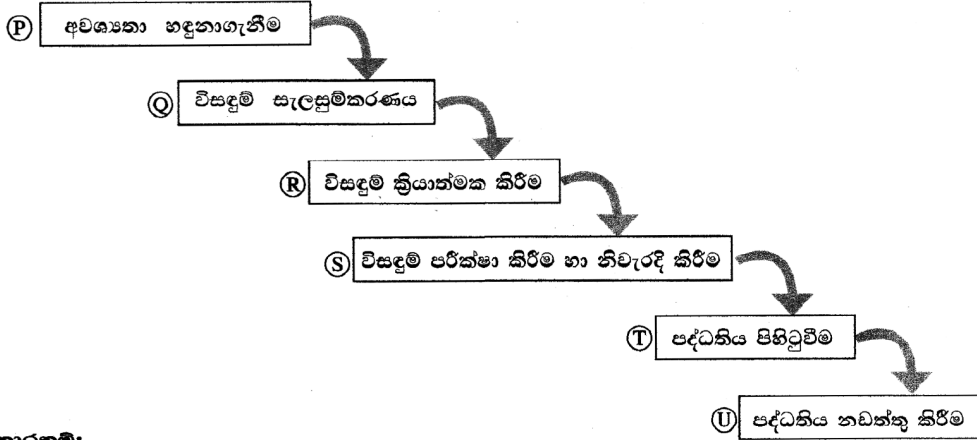 Ⓟ අවශ්‍යතා හඳුනාගැනීම
Ⓠ විසඳුම් සැලසුම්කරණය
Ⓡ විසඳුම් ක්‍රියාත්මක කිරීම
Ⓢ විසඳුම් පරීක්ෂා කිරීම හා නිවැරදි කිරීම
Ⓣ පද්ධතිය පිහිටුවීම
Ⓤ පද්ධතිය නඩත්තු කිරීම